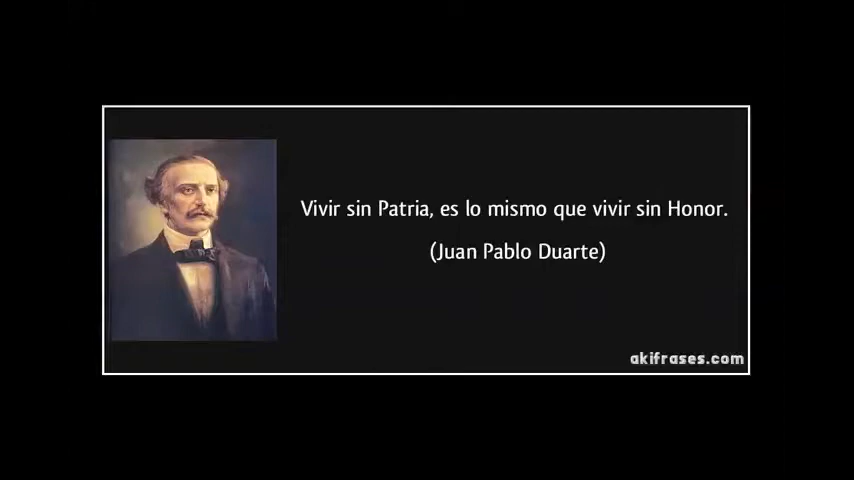 Vivir sin Patria, es lo mismo que vivir sin Honor.
(Juan Pablo Duarte)
akifrases.com